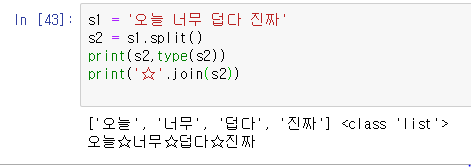 In [43]:
s1 = '오늘 너무 덥다 진짜'
s2 = s1.split()
print(s2,type(s2))
print('☆'.join(s2))
['오늘', '너무', '덥다', '진짜'] <class 'list'>
오늘☆너무☆덥다☆진짜